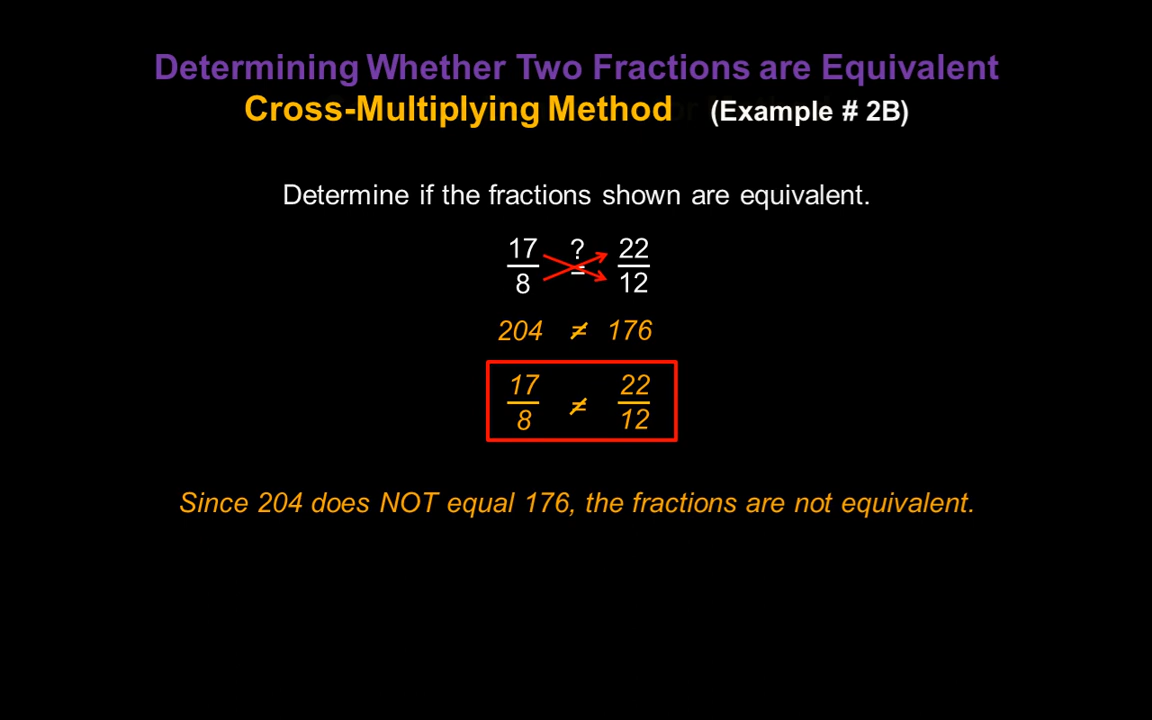 Determining Whether Two Fractions are Equivalent
Cross-Multiplying Method (Example # 2B)
Determine if the fractions shown are equivalent.
17 ? 22
8 = 12
204 ≠ 176
17 ≠ 22
8 12
Since 204 does NOT equal 176, the fractions are not equivalent.